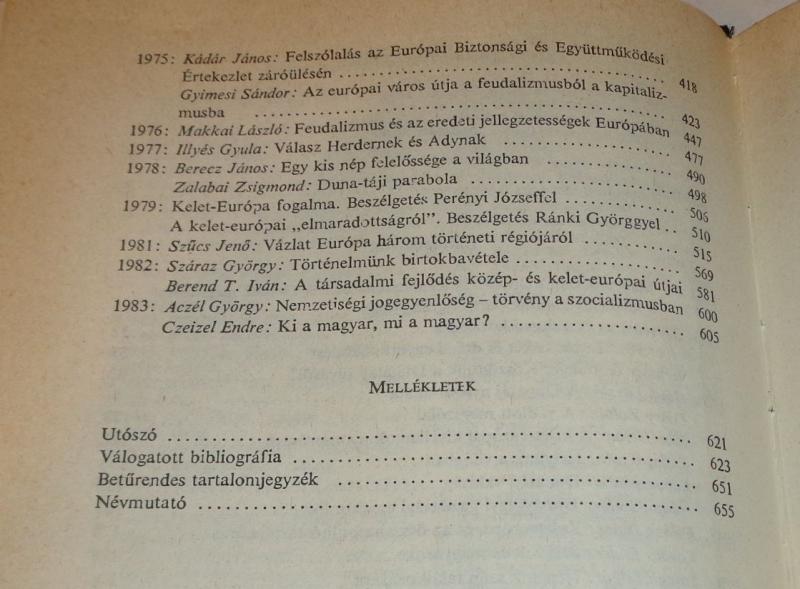 1975: Kádár János: Felszólalás az Európai Biztonsági és Együttműködési
Értekezlet záróülésén .................................................. 418
Gyimesi Sándor: Az európai város útja a feudalizmusból a kapitaliz-
musba .................................................. 423
1976: Makkai László: Feudalizmus és az eredeti jellegzetességek Európában 447
1977: Illyés Gyula: Válasz Herdernek és Adynak .................... 477
1978: Berecz János: Egy kis nép felelőssége a világban .............. 490
Zalabai Zsigmond: Duna-táji parabola .................... 498
1979: Kelet-Európa fogalma. Beszélgetés Perényi Józseffel .............. 506
A kelet-európai „elmaradottságról". Beszélgetés Ránki Györggyel .. 510
1981: Szűcs Jenő: Vázlat Európa három történeti régiójáról ........... 515
1982: Száraz György: Történelmünk birtokbavétele .................. 569
Berend T. Iván: A társadalmi fejlődés közép- és kelet-európai útjai 581
1983: Aczél György: Nemzetiségi jogegyenlőség – törvény a szocializmusban 600
Czeizel Endre: Ki a magyar, mi a magyar? .................... 605
MELLÉKLETEK
Utószó .................................................. 621
Válogatott bibliográfia ........................................ 623
Betűrendes tartalomjegyzék .................................... 651
Névmutató .................................................. 655